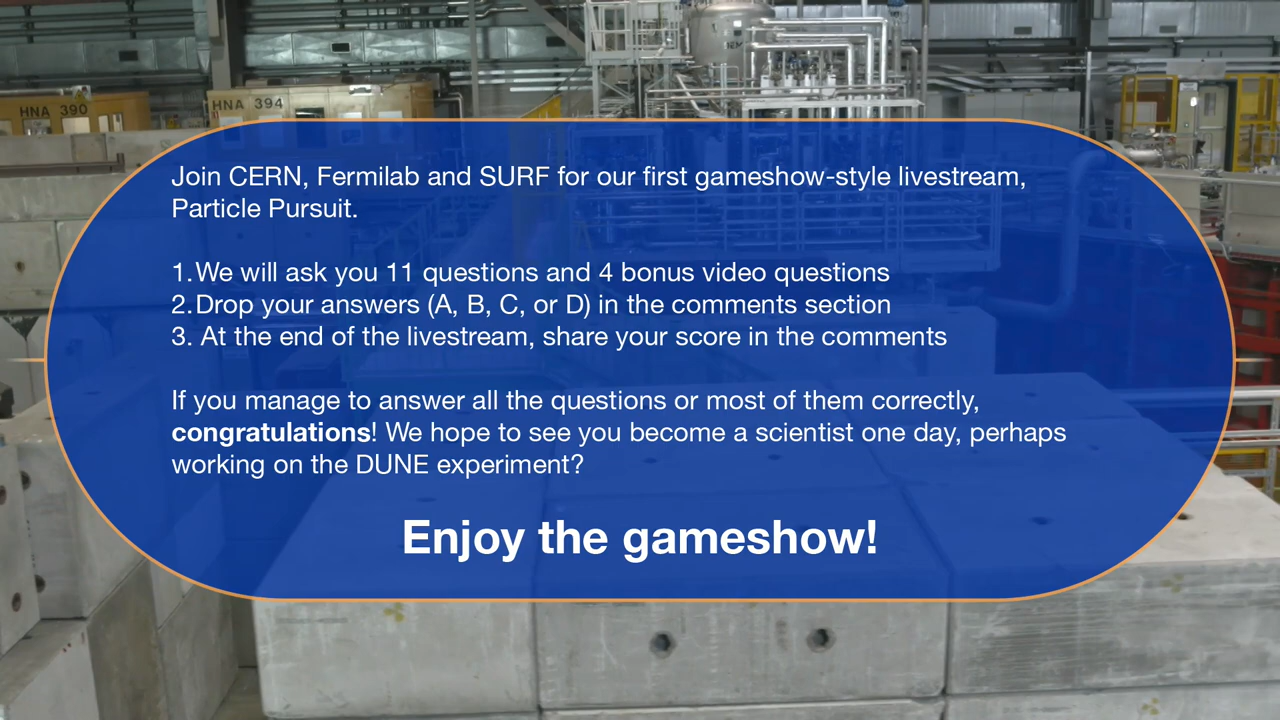 HNA 390
HNA 394
Join CERN, Fermilab and SURF for our first gameshow-style livestream,
Particle Pursuit.
1. We will ask you 11 questions and 4 bonus video questions
2. Drop your answers (A, B, C, or D) in the comments section
3. At the end of the livestream, share your score in the comments
If you manage to answer all the questions or most of them correctly,
congratulations! We hope to see you become a scientist one day, perhaps
working on the DUNE experiment?
Enjoy the gameshow!